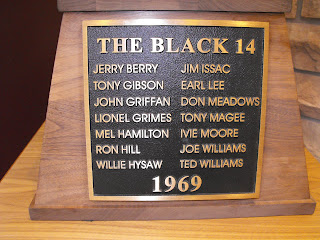 THE BLACK 14
JERRY BERRY JIM ISSAC
TONY GIBSON EARL LEE
JOHN GRIFFAN DON MEADOWS
LIONEL GRIMES TONY MAGEE
MEL HAMILTON IVIE MOORE
RON HILL JOE WILLIAMS
WILLIE HYSAW TED WILLIAMS
1969